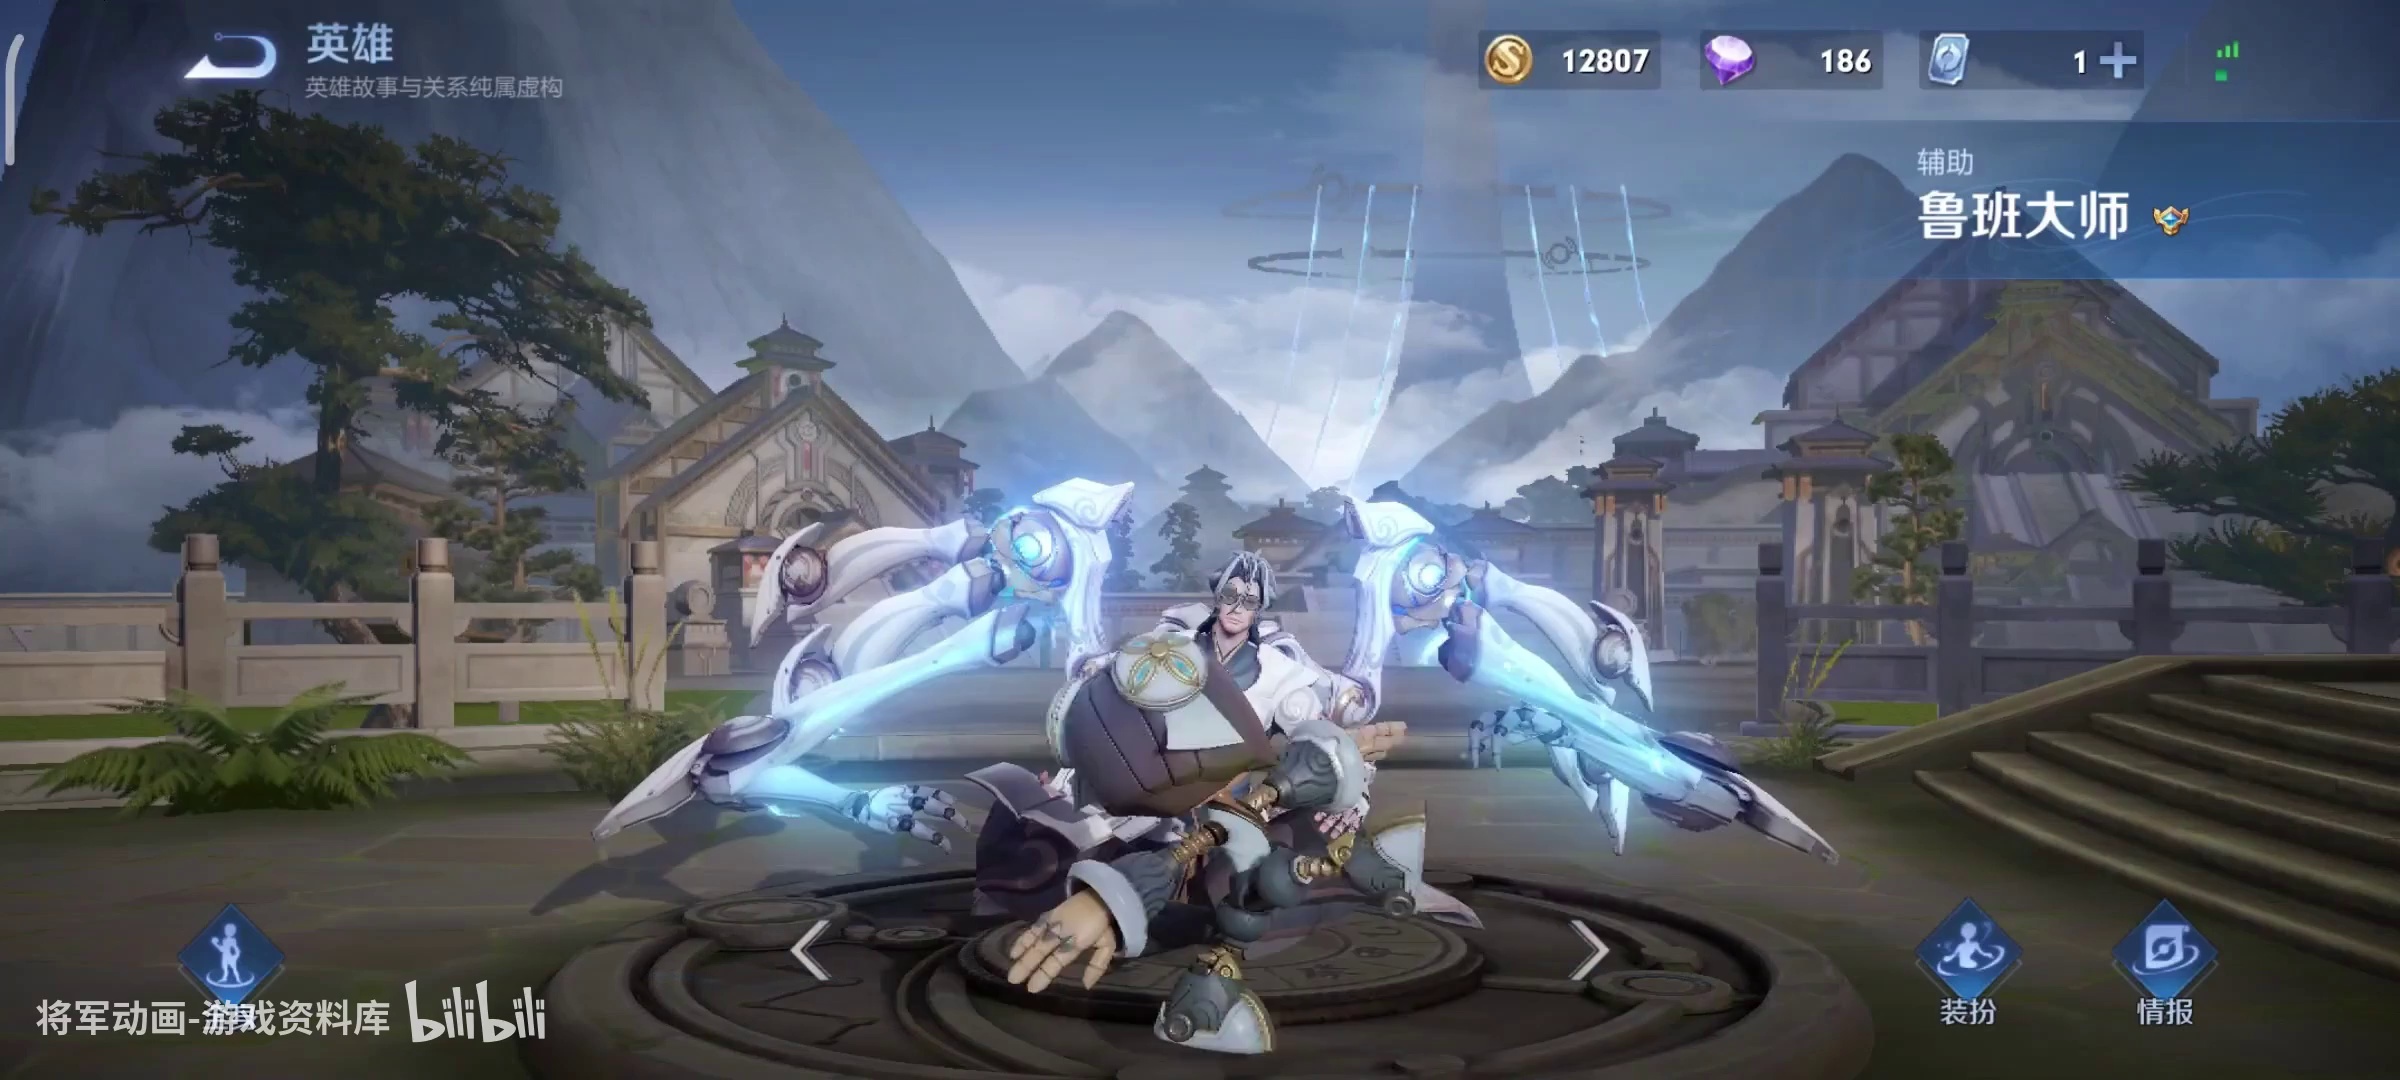 英雄
英雄故事与关系纯属虚构
12807
186
1
辅助
鲁班大师
装扮
情报
将军动画-游戏资料库 bilibili